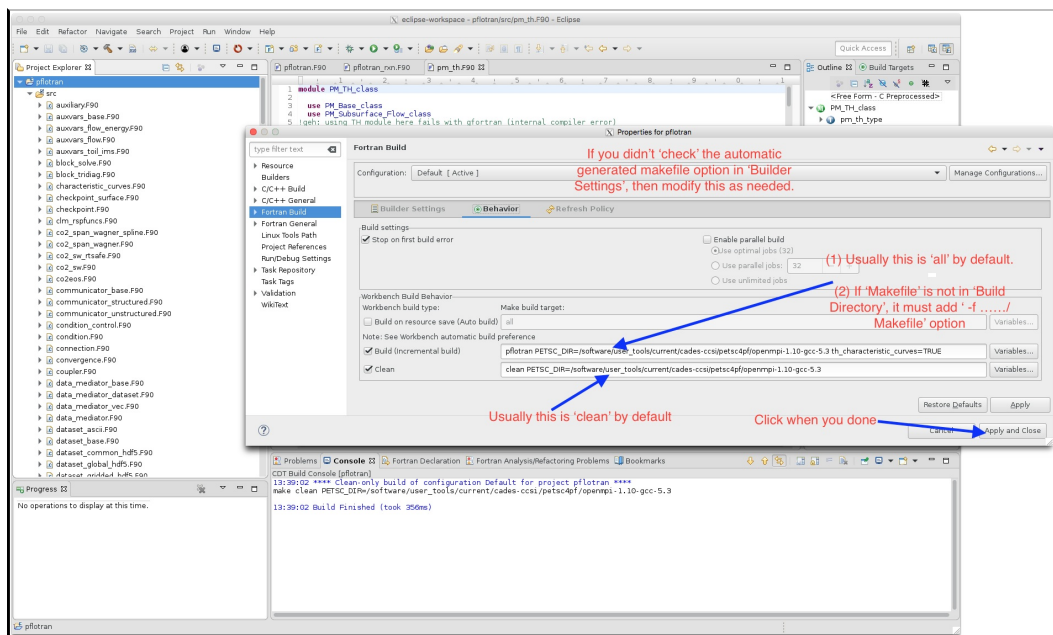 eclipse-workspace - pflotran/src/pm_th.F90 - Eclipse
File Edit Refactor Navigate Search Project Run Window Help
Quick Access
Project Explorer
pflotran.F90 pflotran_rxn.F90 pm_th.F90
Outline Build Targets
pflotran
src
auxiliary.F90
auxvars_base.F90
auxvars_flow_energy.F90
auxvars_flow.F90
auxvars_toil_ims.F90
block_solve.F90
block_tridiag.F90
characteristic_curves.F90
checkpoint_surface.F90
checkpoint.F90
clm_rspfuncs.F90
co2_span_wagner_spline.F90
co2_span_wagner.F90
co2_sw_rtsafe.F90
co2_sw.F90
co2eos.F90
communicator_base.F90
communicator_structured.F90
communicator_unstructured.F90
condition_control.F90
condition.F90
connection.F90
convergence.F90
coupler.F90
data_mediator_base.F90
data_mediator_dataset.F90
data_mediator_vec.F90
data_mediator.F90
dataset_ascii.F90
dataset_base.F90
dataset_common_hdf5.F90
dataset_global_hdf5.F90
dataset_gridded_hdf5.F90
1 module PM_TH_class
2
3 use PM_Base_class
4 use PM_Subsurface_Flow_class
5 !geh: using TH module here fails with gfortran (internal compiler error)
<Free Form - C Preprocessed>
PM_TH_class
pm_th_type
Properties for pflotran
type filter text
Resource
Builders
C/C++ Build
C/C++ General
Fortran Build
Fortran General
Linux Tools Path
Project References
Run/Debug Settings
Task Repository
Task Tags
Validation
WikiText
Fortran Build
If you didn't 'check' the automatic
generated makefile option in 'Builder
Settings', then modify this as needed.
Configuration: Default [ Active ]
Manage Configurations...
Builder Settings Behavior Refresh Policy
Build settings
Stop on first build error
Enable parallel build
Use optimal jobs (32)
Use parallel jobs: 32
Use unlimited jobs
(1) Usually this is 'all' by default.
(2) If 'Makefile' is not in 'Build
Directory', it must add ' -f ....../
Makefile' option
Workbench Build Behavior
Workbench build type: Make build target:
Build on resource save (Auto build) all Variables...
Note: See Workbench automatic build preference
Build (Incremental build) pflotran PETSC_DIR=/software/user_tools/current/cades-ccsi/petsc4pf/openmpi-1.10-gcc-5.3 th_characteristic_curves=TRUE Variables...
Clean clean PETSC_DIR=/software/user_tools/current/cades-ccsi/petsc4pf/openmpi-1.10-gcc-5.3 Variables...
Restore Defaults Apply
Usually this is 'clean' by default
Click when you done
Cancel Apply and Close
Problems Console Fortran Declaration Fortran Analysis/Refactoring Problems Bookmarks
CDT Build Console [pflotran]
13:39:02 **** Clean-only build of configuration Default for project pflotran ****
make clean PETSC_DIR=/software/user_tools/current/cades-ccsi/petsc4pf/openmpi-1.10-gcc-5.3
13:39:02 Build Finished (took 356ms)
Progress
No operations to display at this time.
pflotran